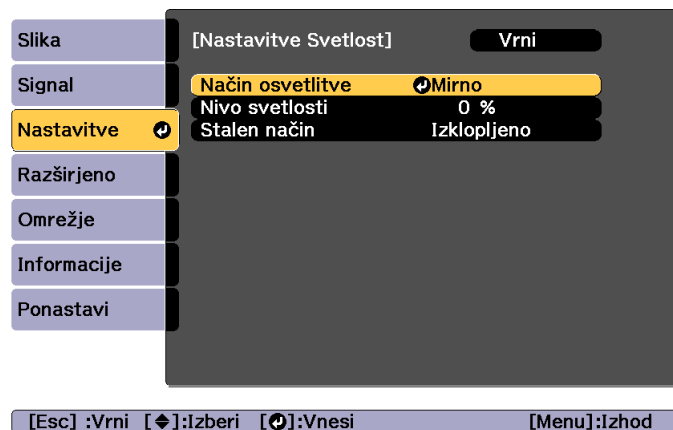 Slika
Signal
Nastavitve
Razširjeno
Omrežje
Informacije
Ponastavi
[Nastavitve Svetlost] Vrni
Način osvetlitve Mirno
Nivo svetlosti 0 %
Stalen način Izklopljeno
[Esc] :Vrni [◆]:Izberi [↵]:Vnesi [Menu]:Izhod